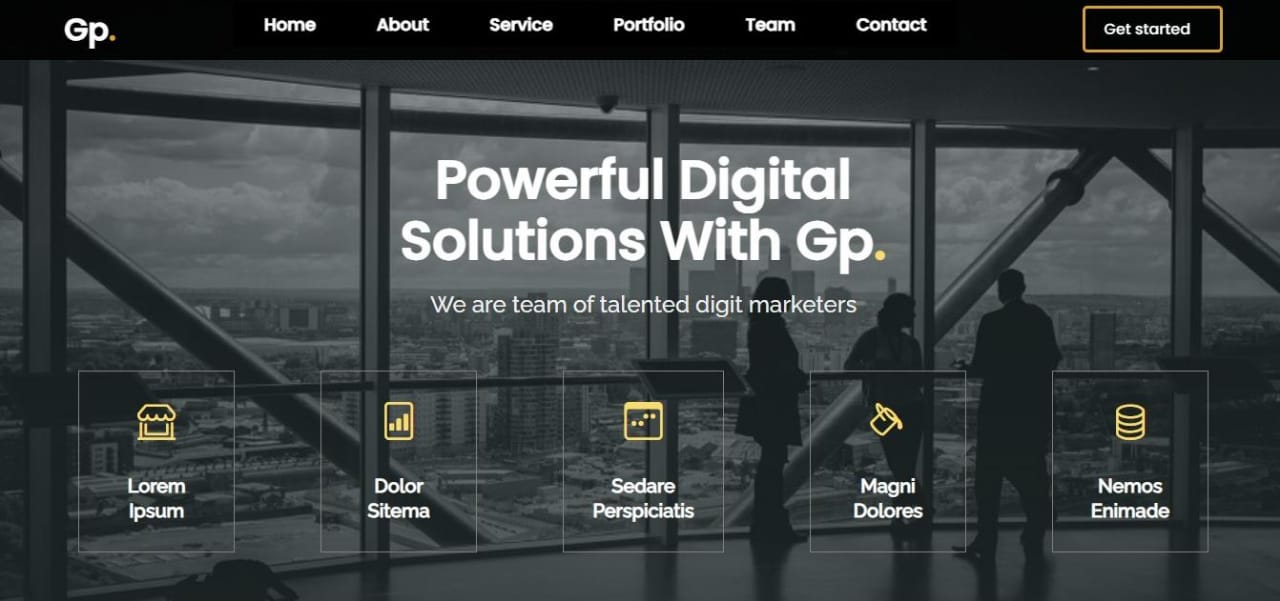 Gp.
Home About Service Portfolio Team Contact
Get started
Powerful Digital
Solutions With Gp.
We are team of talented digit marketers
Lorem
Ipsum
Dolor
Sitema
Sedare
Perspiciatis
Magni
Dolores
Nemos
Enimade